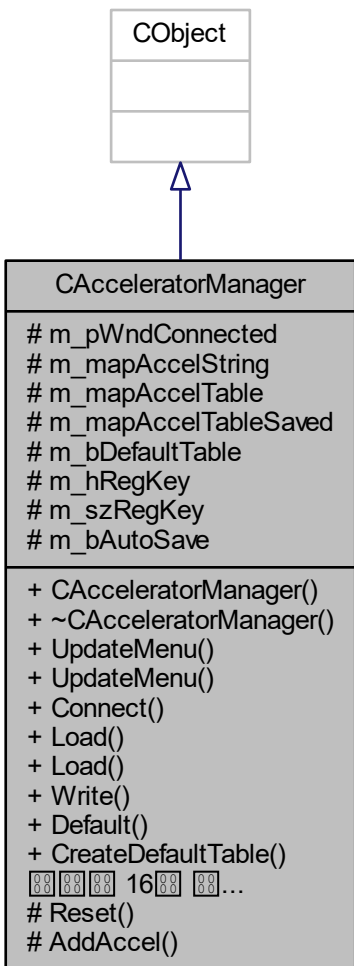 CObject
CAcceleratorManager
# m_pWndConnected
# m_mapAccelString
# m_mapAccelTable
# m_mapAccelTableSaved
# m_bDefaultTable
# m_hRegKey
# m_szRegKey
# m_bAutoSave
+ CAcceleratorManager()
+ ~CAcceleratorManager()
+ UpdateMenu()
+ UpdateMenu()
+ Connect()
+ Load()
+ Load()
+ Write()
+ Default()
+ CreateDefaultTable()
16 ...
# Reset()
# AddAccel()